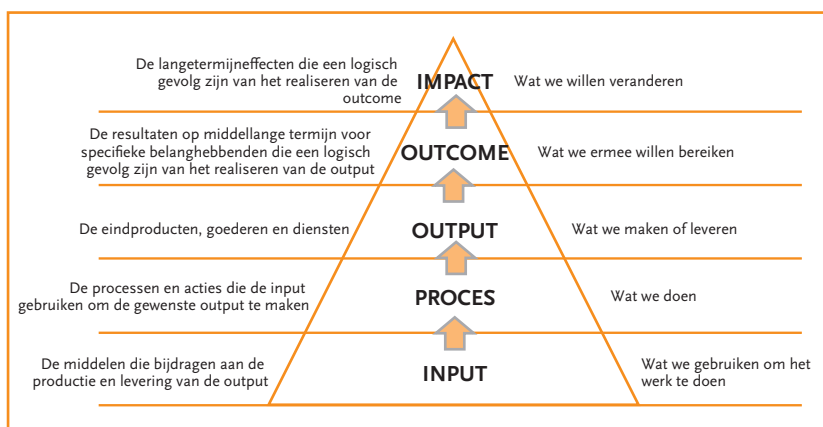 De langetermijneffecten die een logisch
gevolg zijn van het realiseren van de
outcome
IMPACT
Wat we willen veranderen
De resultaten op middellange termijn voor
specifieke belanghebbenden die een logisch
gevolg zijn van het realiseren van de output
OUTCOME
Wat we ermee willen bereiken
De eindproducten, goederen en diensten
OUTPUT
Wat we maken of leveren
De processen en acties die de input
gebruiken om de gewenste output te maken
PROCES
Wat we doen
De middelen die bijdragen aan de
productie en levering van de output
INPUT
Wat we gebruiken om het
werk te doen